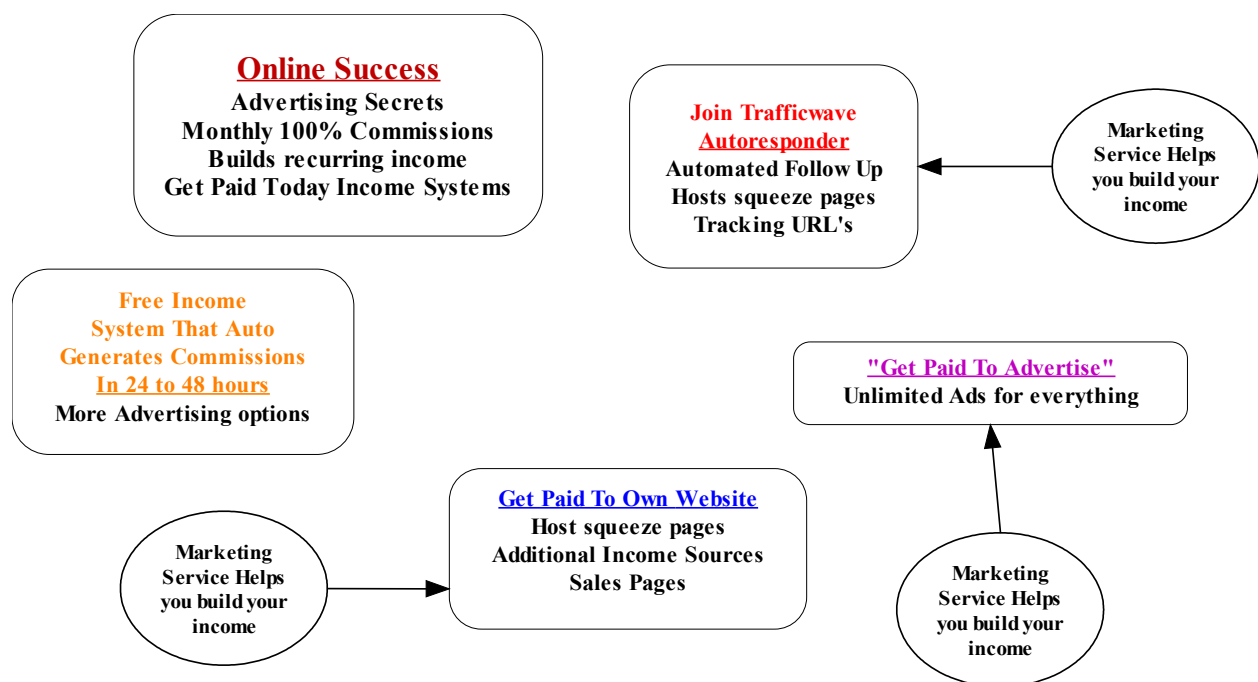 Online Success
Advertising Secrets
Monthly 100% Commissions
Builds recurring income
Get Paid Today Income Systems
Join Trafficwave
Autoresponder
Automated Follow Up
Hosts squeeze pages
Tracking URL's
Marketing
Service Helps
you build your
income
Free Income
System That Auto
Generates Commissions
In 24 to 48 hours
More Advertising options
"Get Paid To Advertise"
Unlimited Ads for everything
Get Paid To Own Website
Host squeeze pages
Additional Income Sources
Sales Pages
Marketing
Service Helps
you build your
income
Marketing
Service Helps
you build your
income